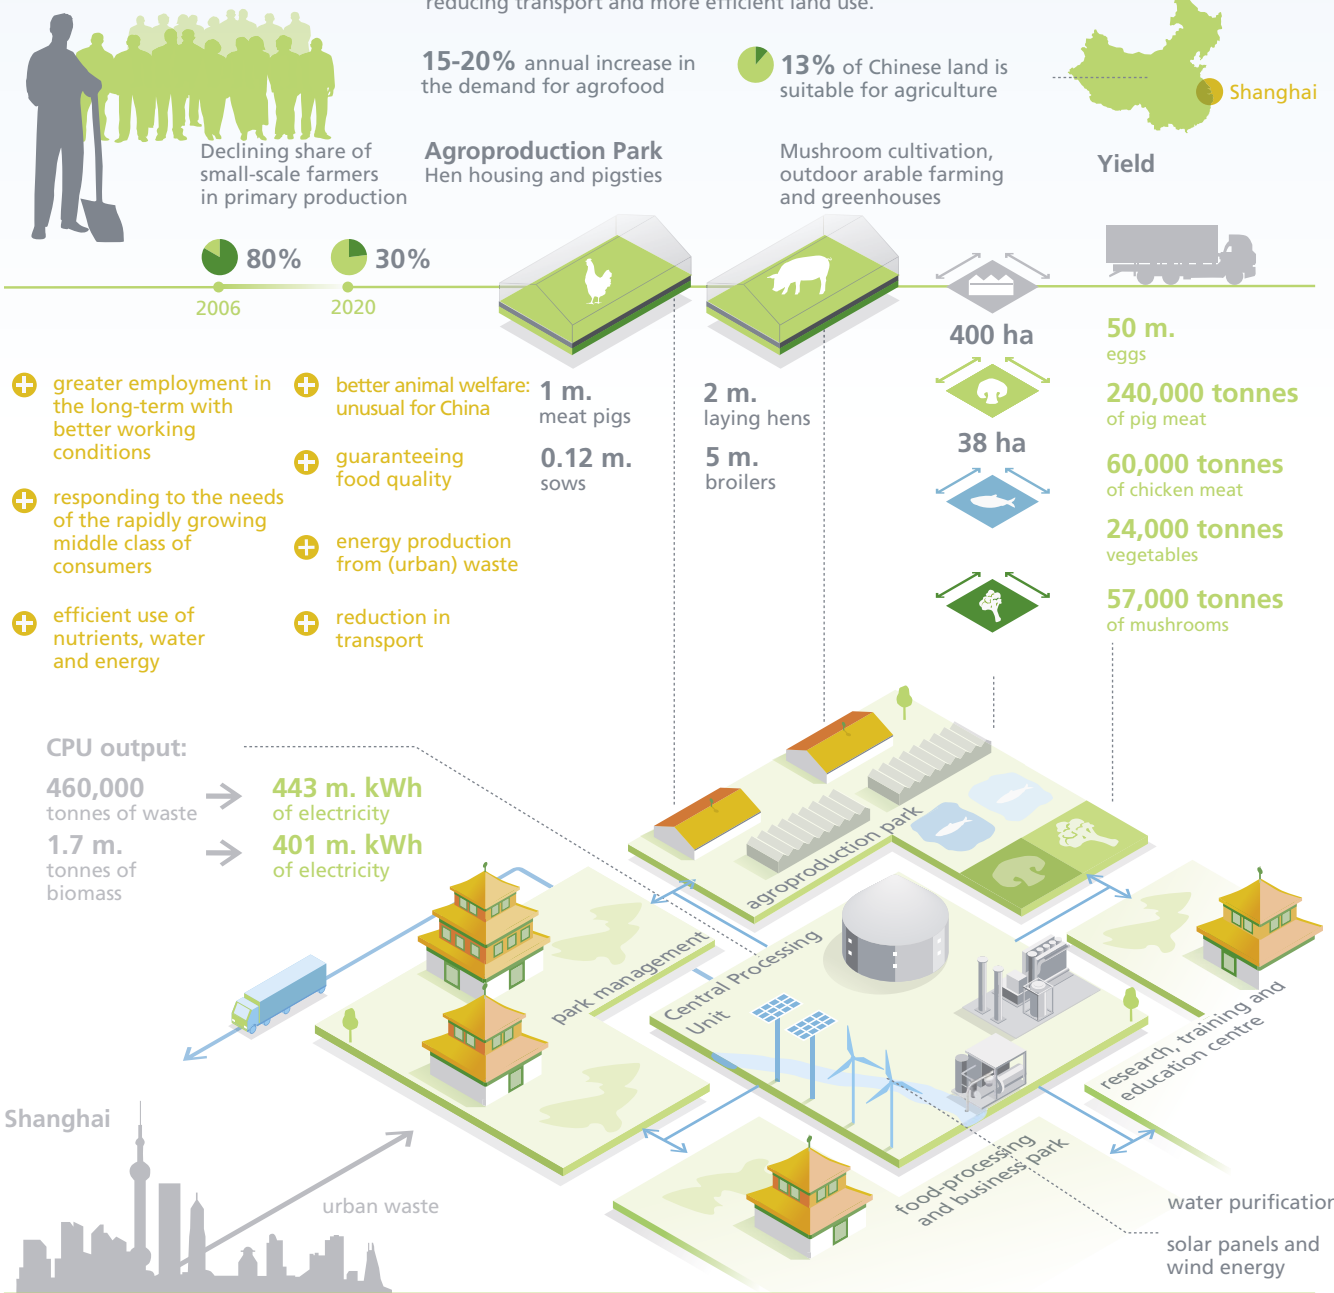 reducing transport and more efficient land use.
15-20% annual increase in
the demand for agrofood
13% of Chinese land is
suitable for agriculture
Shanghai
Declining share of
small-scale farmers
in primary production
80%
30%
2006
2020
Agroproduction Park
Hen housing and pigsties
Mushroom cultivation,
outdoor arable farming
and greenhouses
Yield
1 m.
meat pigs
0.12 m.
sows
2 m.
laying hens
5 m.
broilers
400 ha
38 ha
50 m.
eggs
240,000 tonnes
of pig meat
60,000 tonnes
of chicken meat
24,000 tonnes
vegetables
57,000 tonnes
of mushrooms
greater employment in
the long-term with
better working
conditions
responding to the needs
of the rapidly growing
middle class of
consumers
efficient use of
nutrients, water
and energy
better animal welfare:
unusual for China
guaranteeing
food quality
energy production
from (urban) waste
reduction in
transport
CPU output:
460,000
tonnes of waste
443 m. kWh
of electricity
1.7 m.
tonnes of
biomass
401 m. kWh
of electricity
agroproduction park
park management
Central Processing
Unit
research, training and
education centre
food-processing
and business park
Shanghai
urban waste
water purification
solar panels and
wind energy